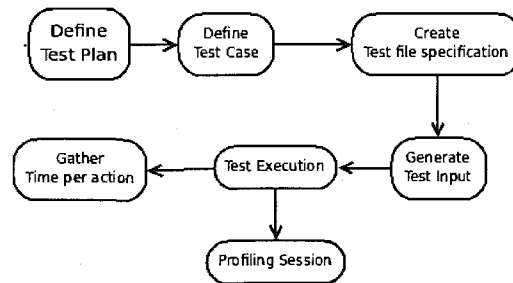 Define
Test Plan
Define
Test Case
Create
Test file specification
Generate
Test Input
Test Execution
Gather
Time per action
Profiling Session